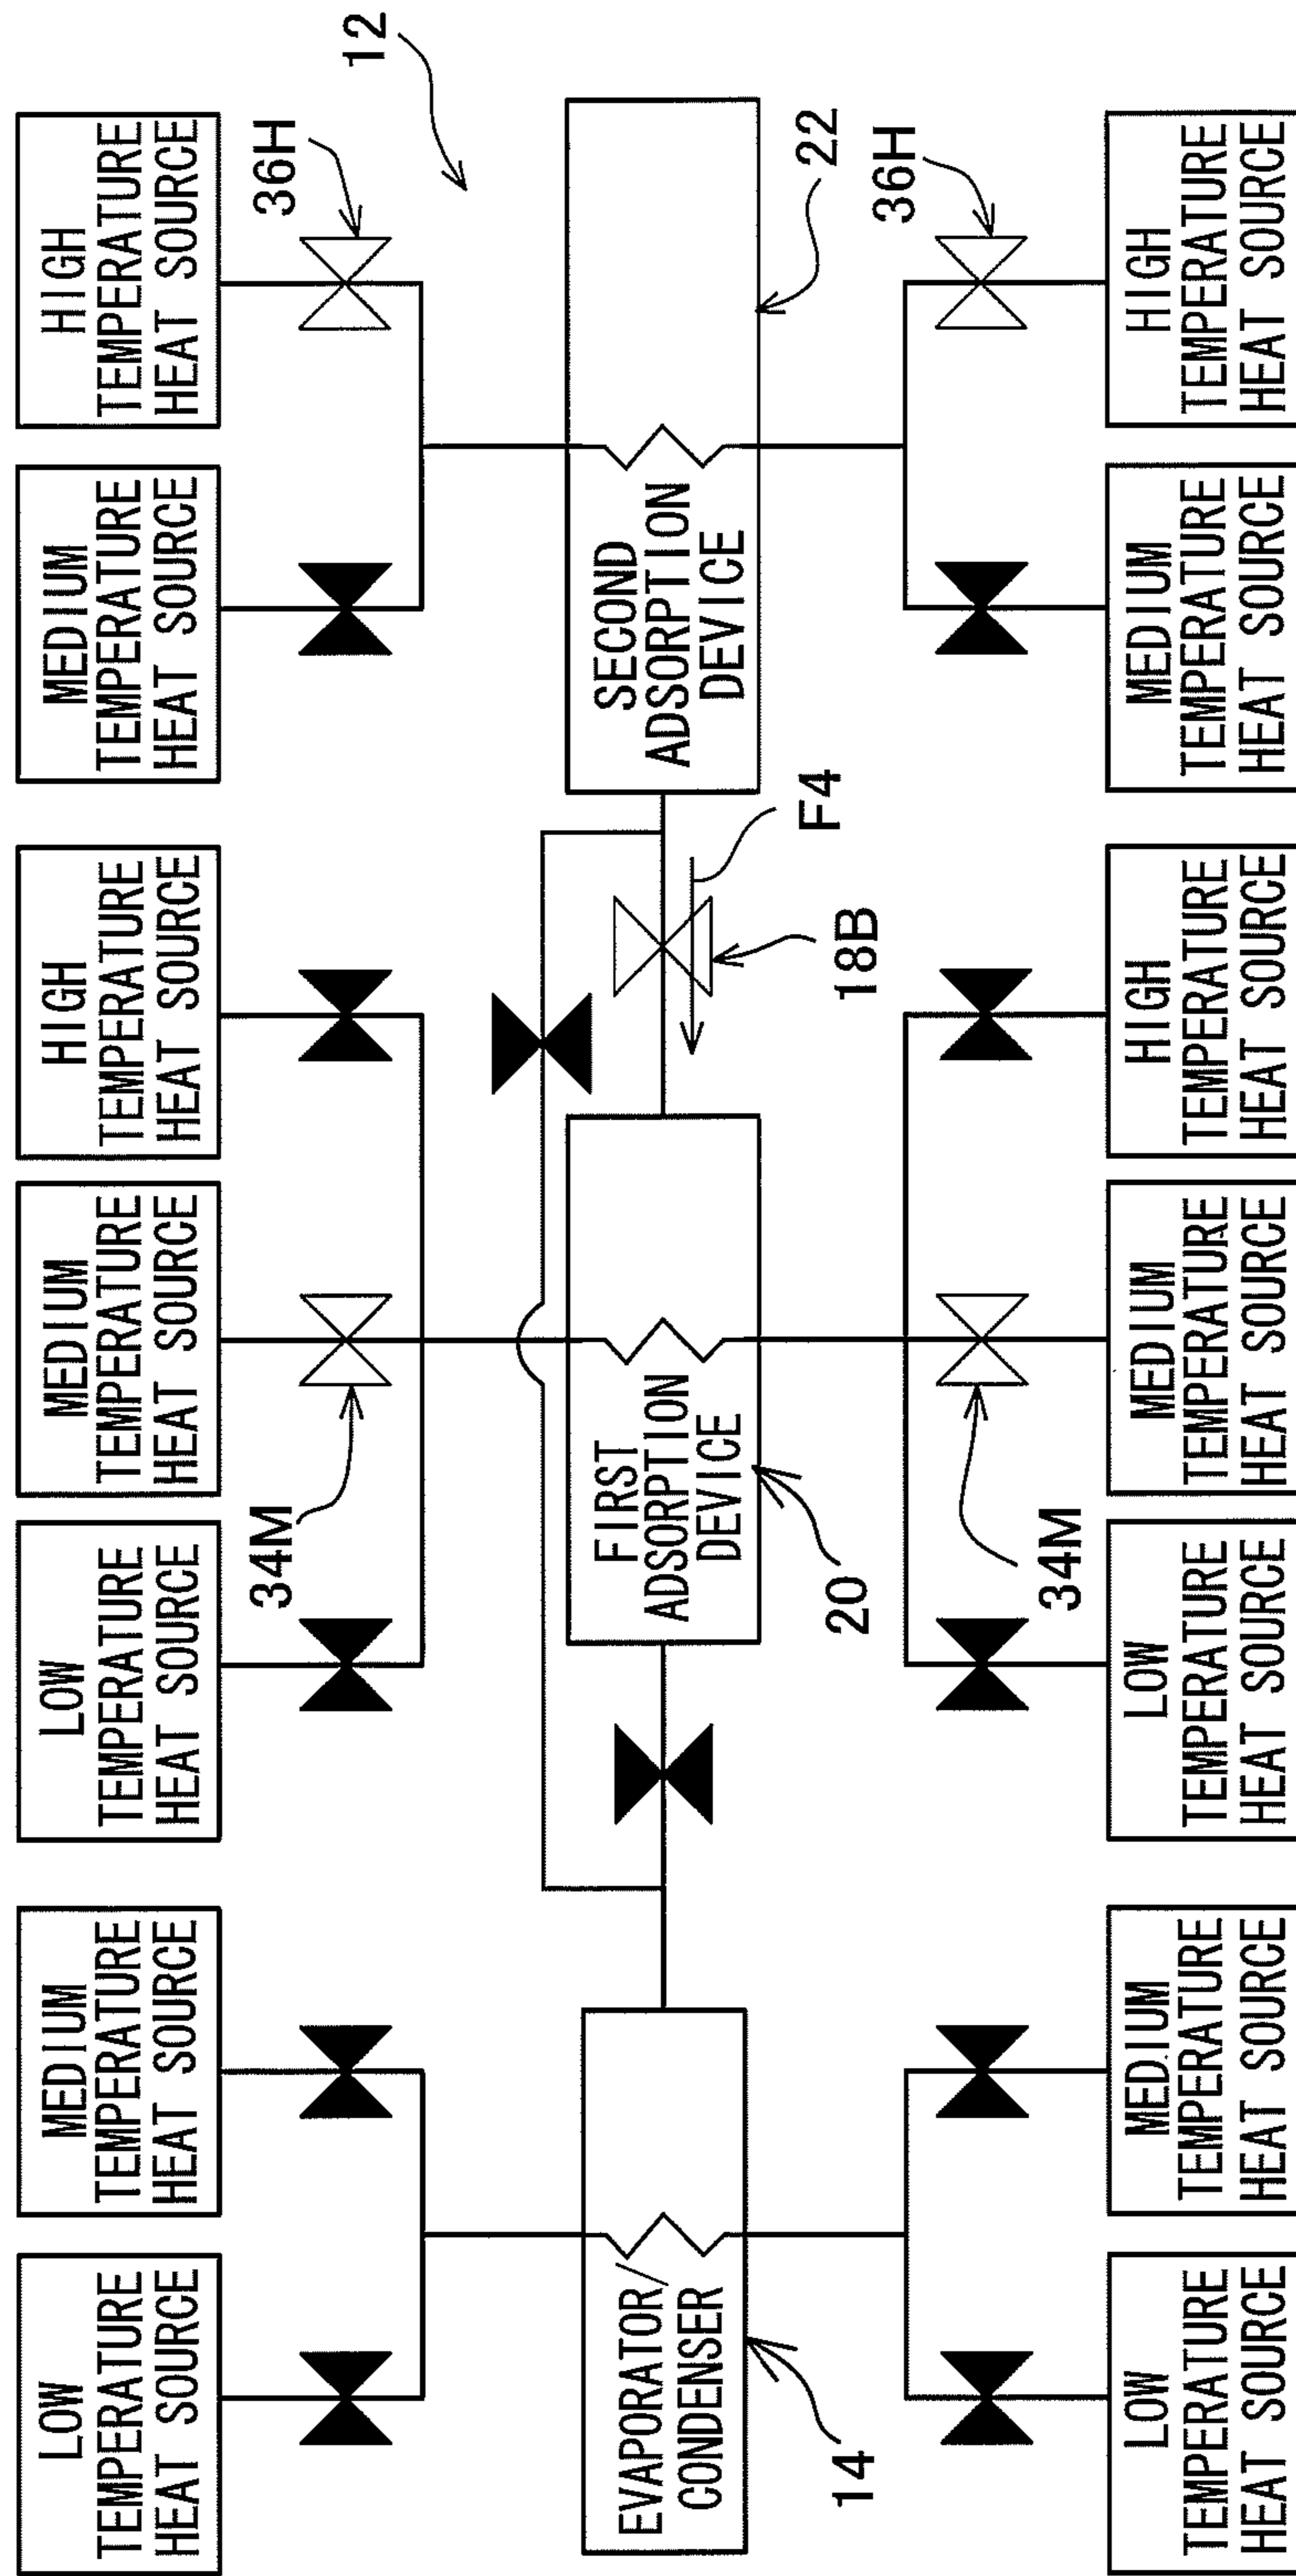 LOW
TEMPERATURE
HEAT SOURCE
MEDIUM
TEMPERATURE
HEAT SOURCE
LOW
TEMPERATURE
HEAT SOURCE
MEDIUM
TEMPERATURE
HEAT SOURCE
HIGH
TEMPERATURE
HEAT SOURCE
MEDIUM
TEMPERATURE
HEAT SOURCE
HIGH
TEMPERATURE
HEAT SOURCE
34M
36H
12
EVAPORATOR/
CONDENSER
FIRST
ADSORPTION
DEVICE
SECOND
ADSORPTION
DEVICE
14
20
18B
F4
22
34M
36H
LOW
TEMPERATURE
HEAT SOURCE
MEDIUM
TEMPERATURE
HEAT SOURCE
LOW
TEMPERATURE
HEAT SOURCE
MEDIUM
TEMPERATURE
HEAT SOURCE
HIGH
TEMPERATURE
HEAT SOURCE
MEDIUM
TEMPERATURE
HEAT SOURCE
HIGH
TEMPERATURE
HEAT SOURCE